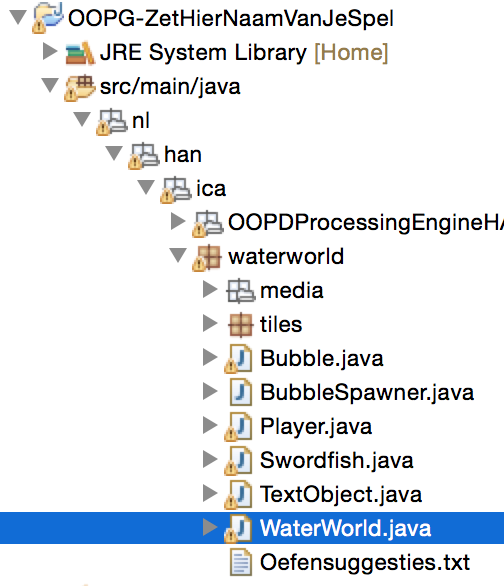 OOPG-ZetHierNaamVanJeSpel
JRE System Library [Home]
src/main/java
nl
han
ica
OOPDProcessingEngineHA
waterworld
media
tiles
Bubble.java
BubbleSpawner.java
Player.java
Swordfish.java
TextObject.java
WaterWorld.java
Oefensuggesties.txt